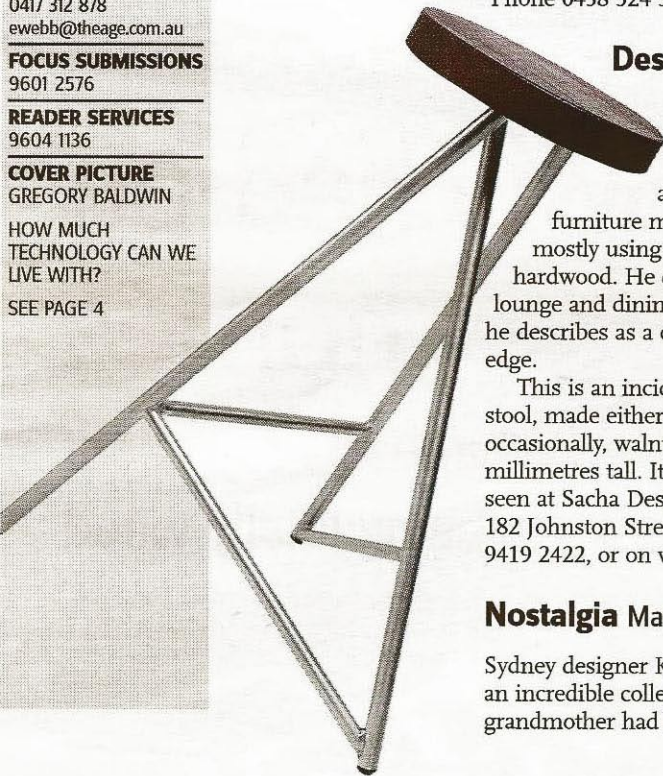 0417 312 878
ewebb@theage.com.au
FOCUS SUBMISSIONS
9601 2576
READER SERVICES
9604 1136
COVER PICTURE
GREGORY BALDWIN
HOW MUCH
TECHNOLOGY CAN WE
LIVE WITH?
SEE PAGE 4
Phone 0438 524
Des
a
furniture m
mostly using
hardwood. He
lounge and dinin
he describes as a
edge.
This is an incid
stool, made either
occasionally, waln
millimetres tall. It
seen at Sacha Des
182 Johnston Stre
9419 2422, or on
Nostalgia Ma
Sydney designer K
an incredible colle
grandmother had